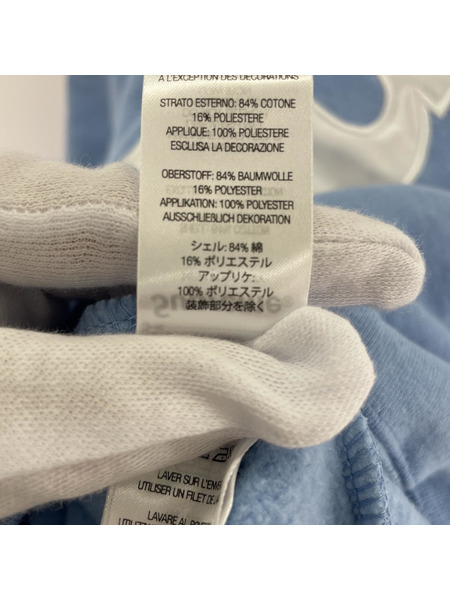 À L'EXCEPTION DES DÉCORATIONS
STRATO ESTERNO: 84% COTONE
16% POLIESTERE
APPLIQUE: 100% POLIESTERE
ESCLUSA LA DECORAZIONE
OBERSTOFF: 84% BAUMWOLLE
16% POLYESTER
APPLIKATION: 100% POLYESTER
AUSSCHLIEBLICH DEKORATION
シェル: 84% 綿
16% ポリエステル
アップリケ:
100% ポリエステル
装飾部分を除く
LAVER SUR L'EN
UTILISER UN FILET DE
LAVARE AL